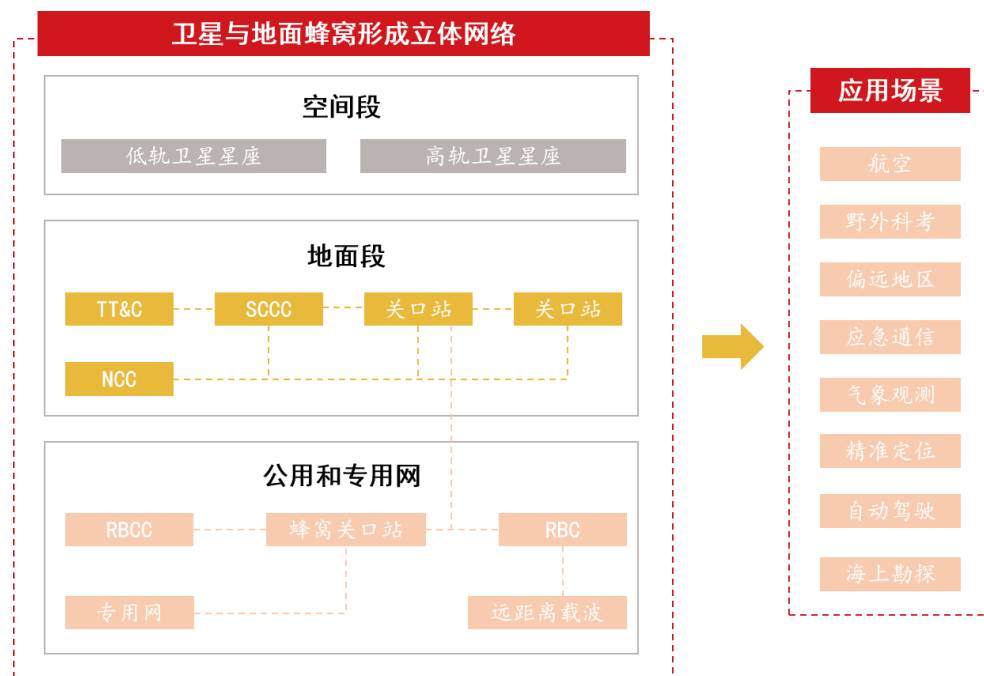 卫星与地面蜂窝形成立体网络
空间段
低轨卫星星座
高轨卫星星座
地面段
TT&C
SCCC
关口站
关口站
NCC
公用和专用网
RBCC
蜂窝关口站
RBC
专用网
远距离载波
应用场景
航空
野外科考
偏远地区
应急通信
气象观测
精准定位
自动驾驶
海上勘探